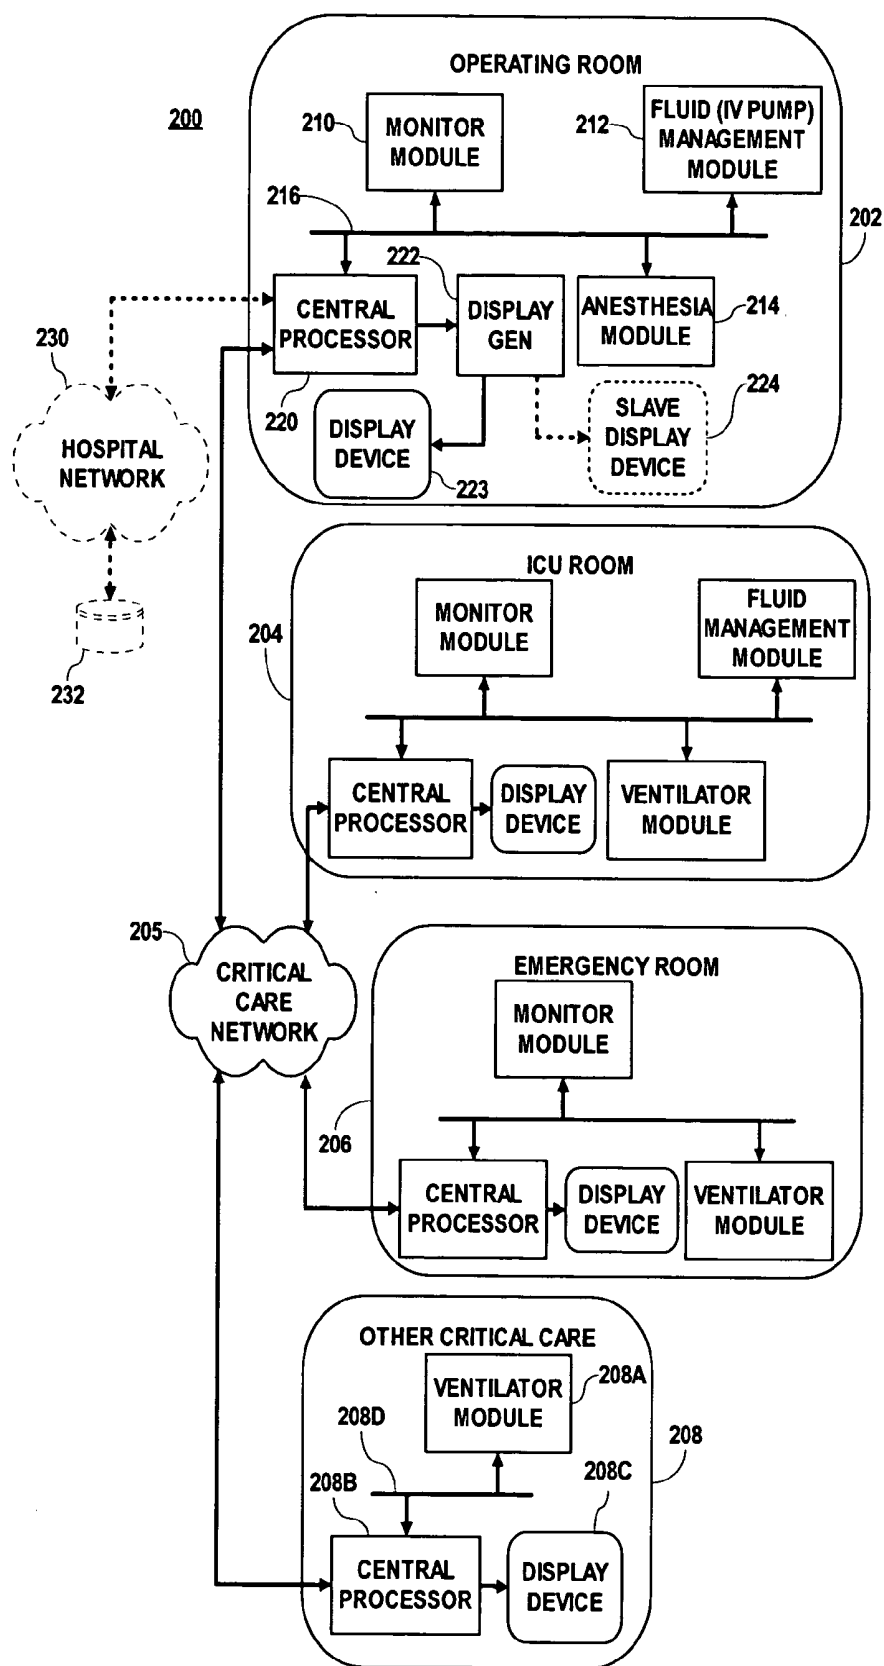 OPERATING ROOM
200
210
MONITOR
MODULE
212
FLUID (IV PUMP)
MANAGEMENT
MODULE
216
202
222
CENTRAL
PROCESSOR
DISPLAY
GEN
ANESTHESIA
MODULE
214
230
220
HOSPITAL
NETWORK
DISPLAY
DEVICE
223
SLAVE
DISPLAY
DEVICE
224
232
ICU ROOM
204
MONITOR
MODULE
FLUID
MANAGEMENT
MODULE
CENTRAL
PROCESSOR
DISPLAY
DEVICE
VENTILATOR
MODULE
205
CRITICAL
CARE
NETWORK
EMERGENCY ROOM
MONITOR
MODULE
206
CENTRAL
PROCESSOR
DISPLAY
DEVICE
VENTILATOR
MODULE
OTHER CRITICAL CARE
VENTILATOR
MODULE
208A
208D
208
208B
208C
CENTRAL
PROCESSOR
DISPLAY
DEVICE